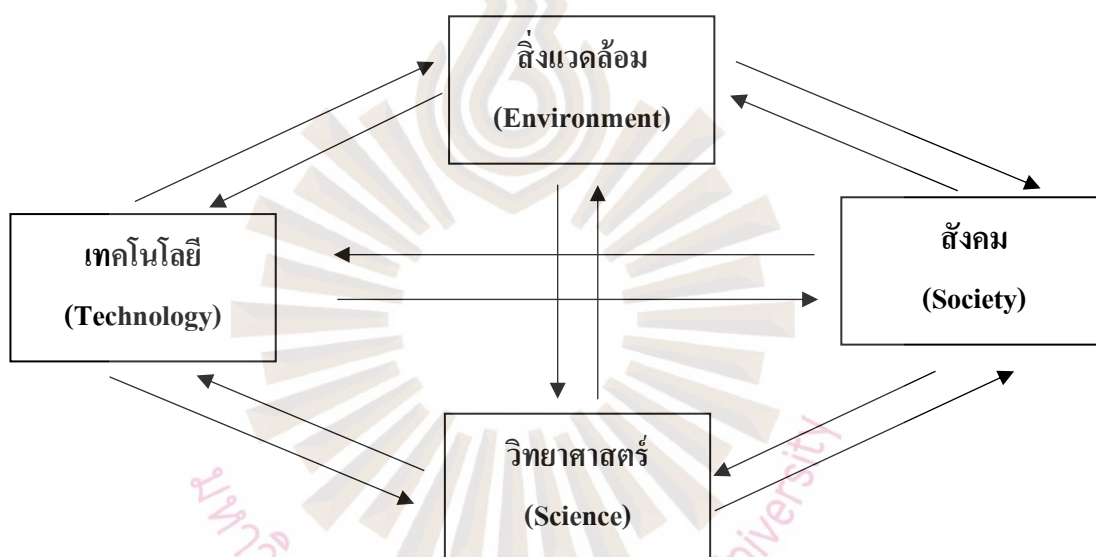 สิ่งแวดล้อม
(Environment)
เทคโนโลยี
(Technology)
สังคม
(Society)
วิทยาศาสตร์
(Science)